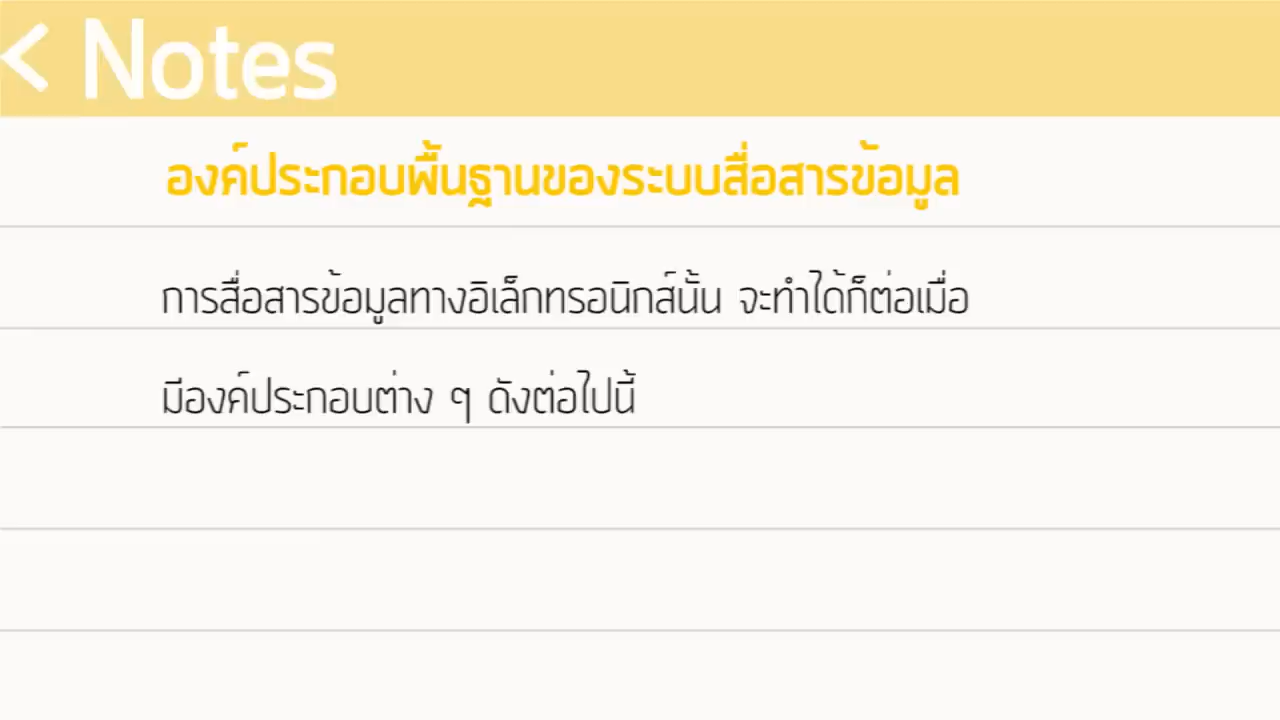 < Notes
องค์ประกอบพื้นฐานของระบบสื่อสารข้อมูล
การสื่อสารข้อมูลทางอิเล็กทรอนิกส์นั้น จะทำได้ก็ต่อเมื่อ
มีองค์ประกอบต่าง ๆ ดังต่อไปนี้